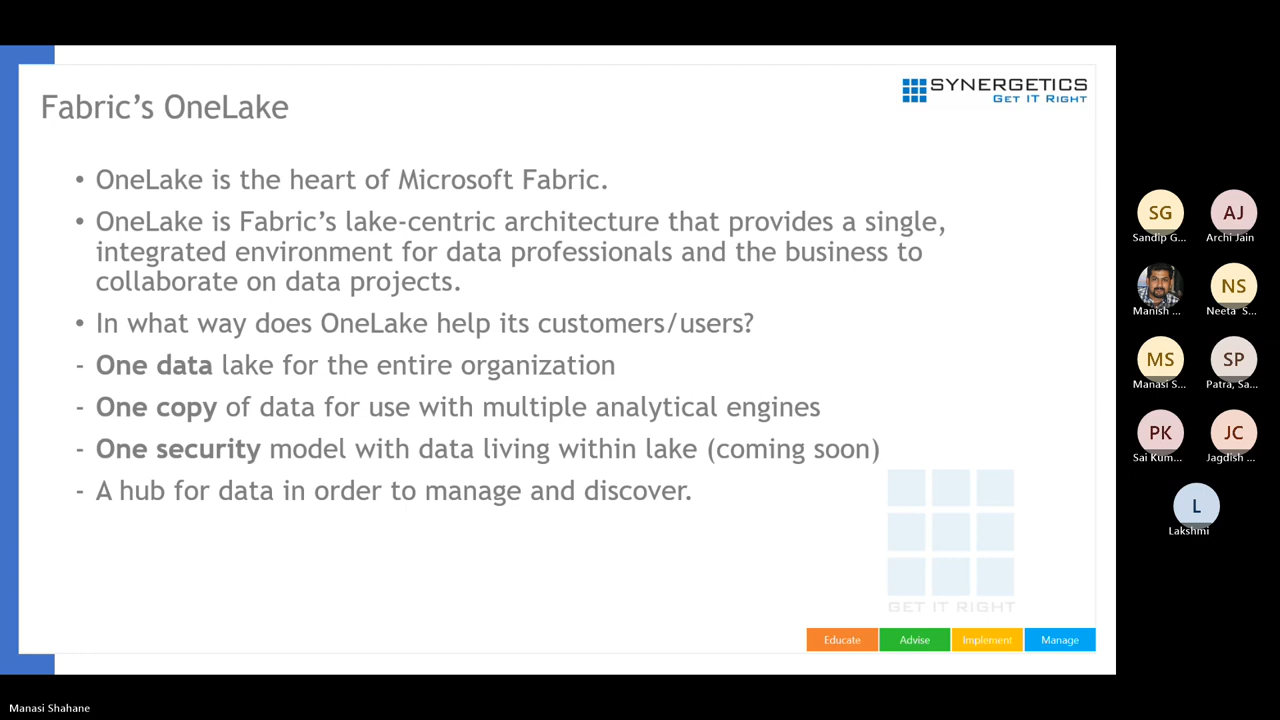 SYNERGETICS
GET IT RIGHT
Fabric's OneLake
• OneLake is the heart of Microsoft Fabric.
• OneLake is Fabric's lake-centric architecture that provides a single,
integrated environment for data professionals and the business to
collaborate on data projects.
• In what way does OneLake help its customers/users?
- One data lake for the entire organization
- One copy of data for use with multiple analytical engines
- One security model with data living within lake (coming soon)
- A hub for data in order to manage and discover.
GET IT RIGHT
Educate Advise Implement Manage
SG AJ
Sandip G... Archi Jain
NS
Manish ... Neeta S...
MS SP
Manasi S... Patra, Sa...
PK JC
Sai Kum... Jagdish ...
L
Lakshmi
Manasi Shahane